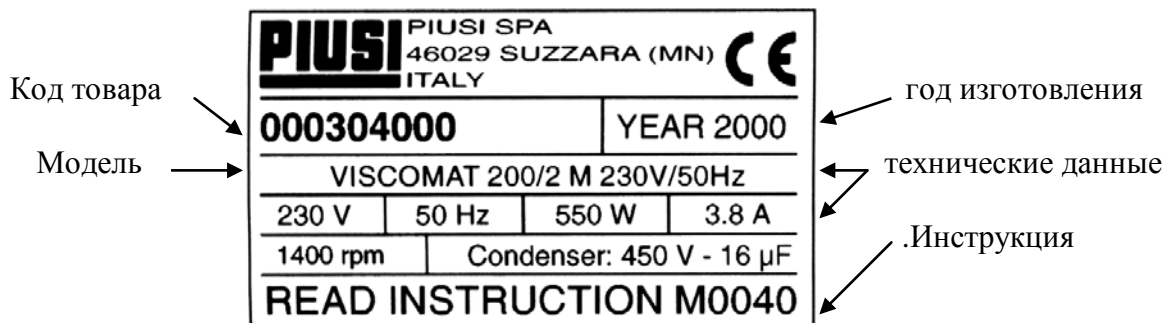 PIUSI
PIUSI SPA
46029 SUZZARA (MN)
ITALY
CE
Код товара
000304000
YEAR 2000
год изготовления
Модель
VISCOMAT 200/2 M 230V/50Hz
технические данные
230 V 50 Hz 550 W 3.8 A
1400 rpm Condenser: 450 V - 16 µF
.Инструкция
READ INSTRUCTION M0040